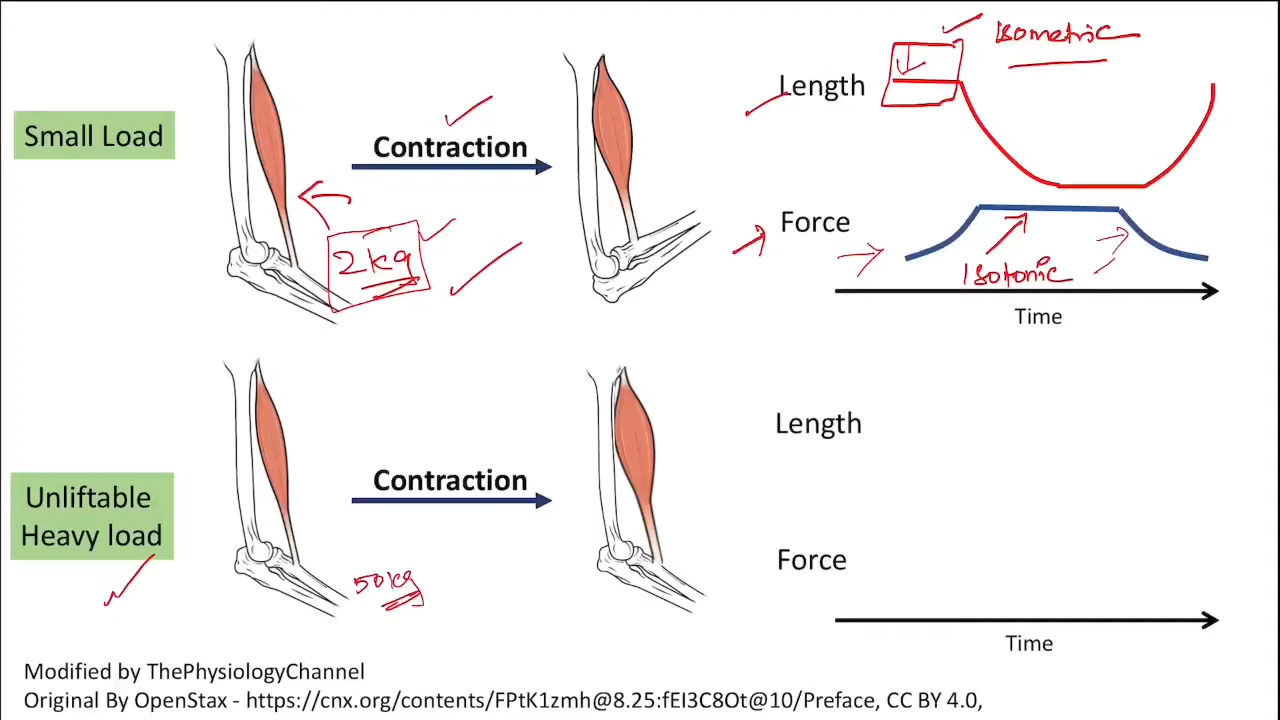 Isometric
Length
Small Load
Contraction
Force
2kg
Isotonic
Time
Length
Contraction
Unliftable
Heavy load
Force
50kg
Time
Modified by ThePhysiologyChannel
Original By OpenStax - https://cnx.org/contents/FPtK1zmh@8.25:fEI3C8Ot@10/Preface, CC BY 4.0,